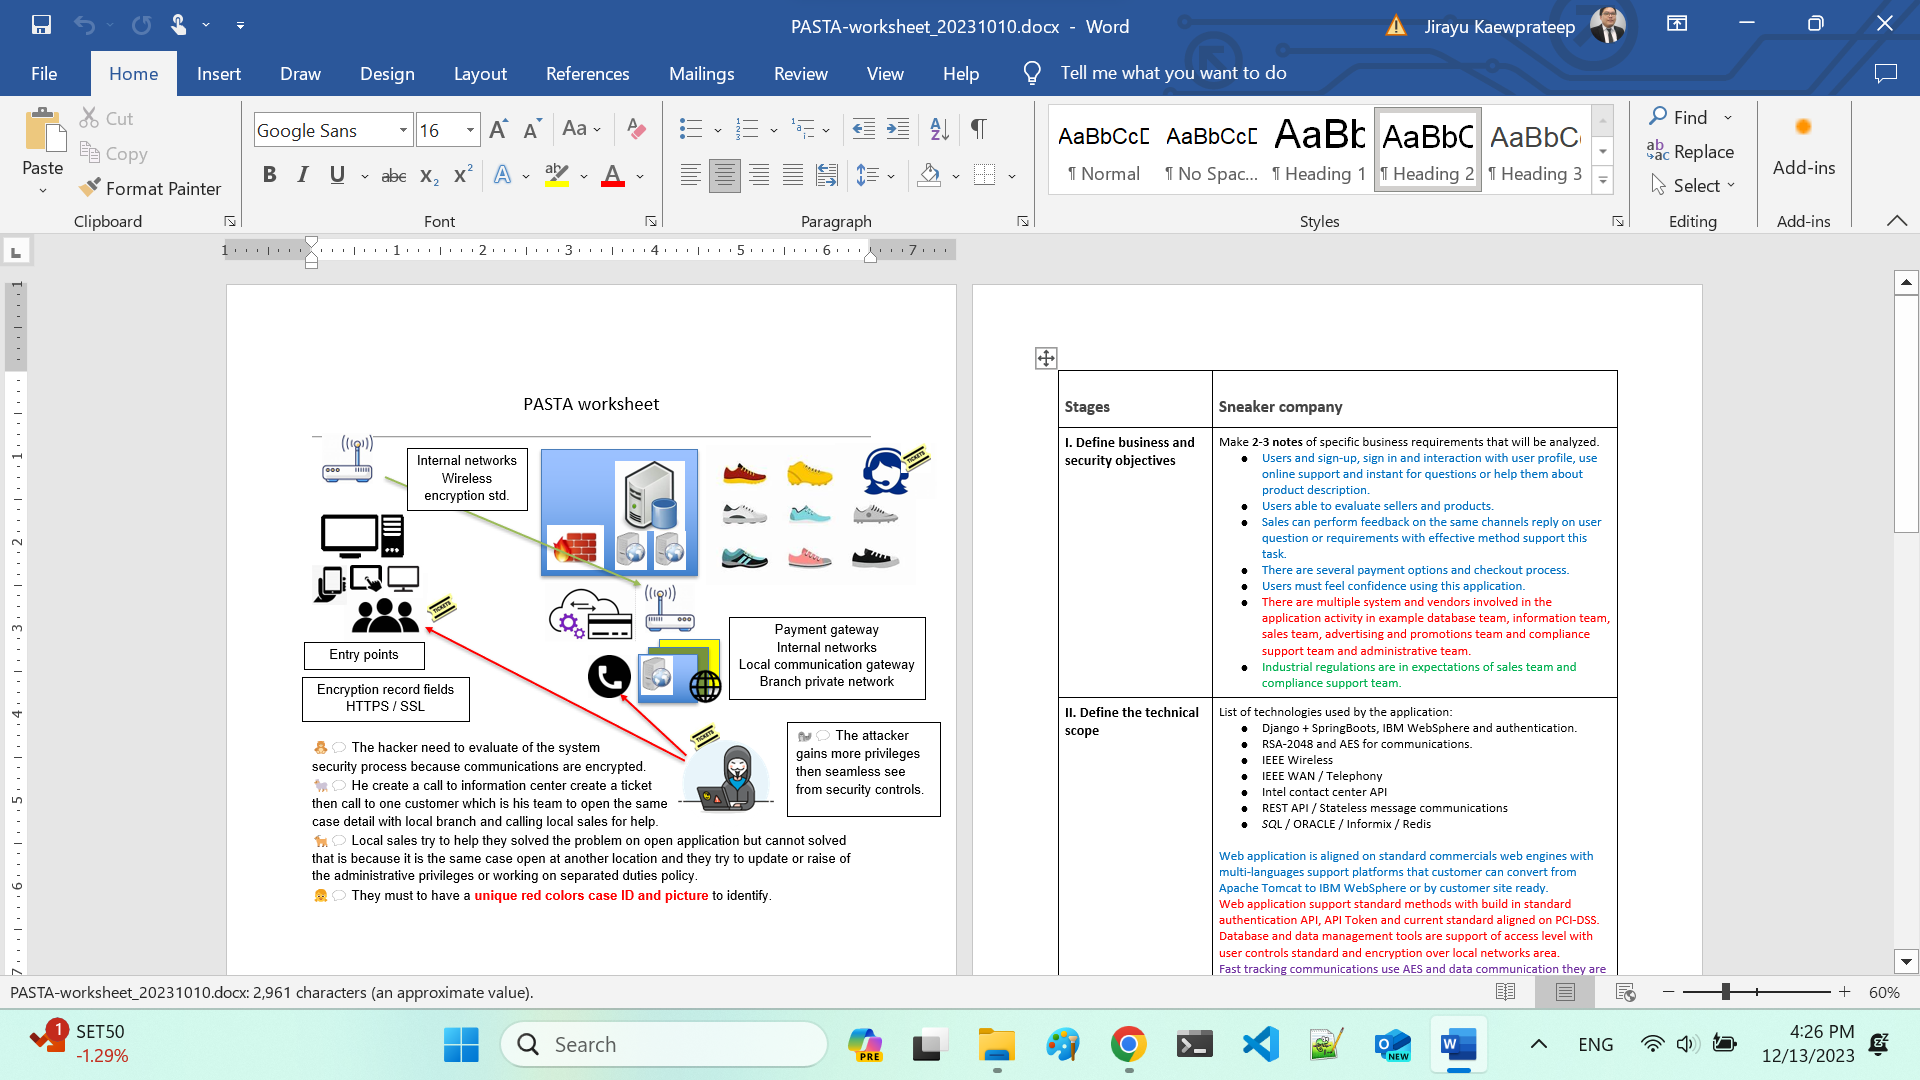 PASTA-worksheet_20231010.docx - Word
Jirayu Kaewprateep
File
Home
Insert
Draw
Design
Layout
References
Mailings
Review
View
Help
Tell me what you want to do
Paste
Cut
Copy
Format Painter
Clipboard
Google Sans
16
Font
Paragraph
AaBbCcD
¶ Normal
AaBbCcD
¶ No Spac...
AaBb
¶ Heading 1
AaBbC
¶ Heading 2
AaBbC
¶ Heading 3
Styles
Find
Replace
Select
Editing
Add-ins
Add-ins
1 1 2 3 4 5 6 7
PASTA worksheet
Internal networks
Wireless
encryption std.
TICKETS
TICKETS
Entry points
Encryption record fields
HTTPS / SSL
Payment gateway
Internal networks
Local communication gateway
Branch private network
TICKETS
The attacker
gains more privileges
then seamless see
from security controls.
The hacker need to evaluate of the system
security process because communications are encrypted.
He create a call to information center create a ticket
then call to one customer which is his team to open the same
case detail with local branch and calling local sales for help.
Local sales try to help they solved the problem on open application but cannot solved
that is because it is the same case open at another location and they try to update or raise of
the administrative privileges or working on separated duties policy.
They must to have a unique red colors case ID and picture to identify.
Stages
Sneaker company
I. Define business and
security objectives
Make 2-3 notes of specific business requirements that will be analyzed.
● Users and sign-up, sign in and interaction with user profile, use
online support and instant for questions or help them about
product description.
● Users able to evaluate sellers and products.
● Sales can perform feedback on the same channels reply on user
question or requirements with effective method support this
task.
● There are several payment options and checkout process.
● Users must feel confidence using this application.
● There are multiple system and vendors involved in the
application activity in example database team, information team,
sales team, advertising and promotions team and compliance
support team and administrative team.
● Industrial regulations are in expectations of sales team and
compliance support team.
II. Define the technical
scope
List of technologies used by the application:
● Django + SpringBoots, IBM WebSphere and authentication.
● RSA-2048 and AES for communications.
● IEEE Wireless
● IEEE WAN / Telephony
● Intel contact center API
● REST API / Stateless message communications
● SQL / ORACLE / Informix / Redis
Web application is aligned on standard commercials web engines with
multi-languages support platforms that customer can convert from
Apache Tomcat to IBM WebSphere or by customer site ready.
Web application support standard methods with build in standard
authentication API, API Token and current standard aligned on PCI-DSS.
Database and data management tools are support of access level with
user controls standard and encryption over local networks area.
Fast tracking communications use AES and data communication they are
PASTA-worksheet_20231010.docx: 2,961 characters (an approximate value).
60%
1
SET50
-1.29%
Search
PRE
NEW
ENG
4:26 PM
12/13/2023